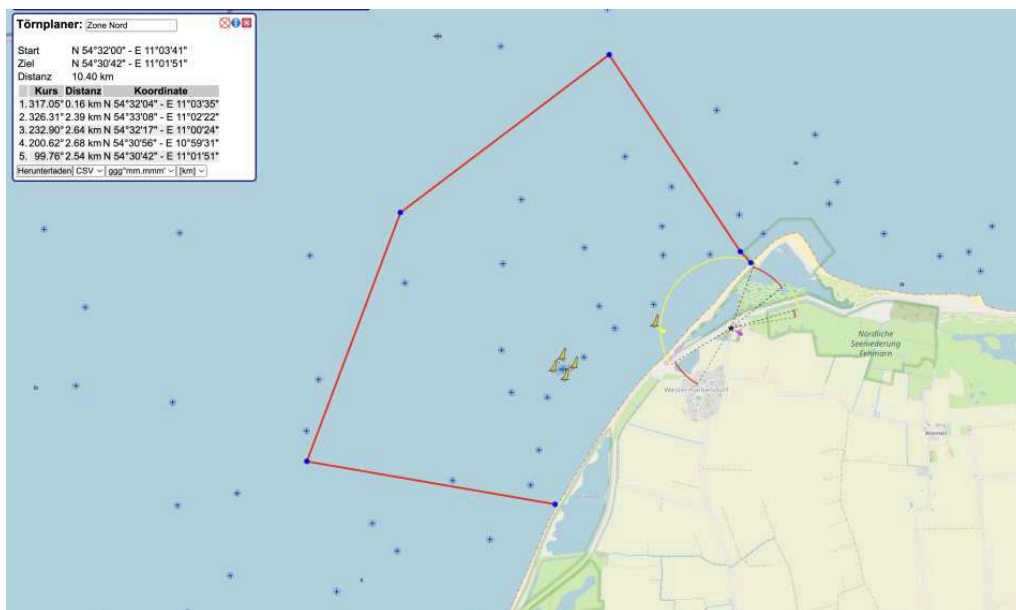 Törnplaner: Zone Nord
Start N 54°32'00" - E 11°03'41"
Ziel N 54°30'42" - E 11°01'51"
Distanz 10.40 km
Kurs Distanz Koordinate
1. 317.05° 0.16 km N 54°32'04" - E 11°03'35"
2. 326.31° 2.39 km N 54°33'08" - E 11°02'22"
3. 232.90° 2.64 km N 54°32'17" - E 11°00'24"
4. 200.62° 2.68 km N 54°30'56" - E 10°59'31"
5. 99.76° 2.54 km N 54°30'42" - E 11°01'51"
Herunterladen CSV ggg°mm.mmm' [km]
Nördliche
Seeniederung
Fehmarn
Westermarkelsdorf